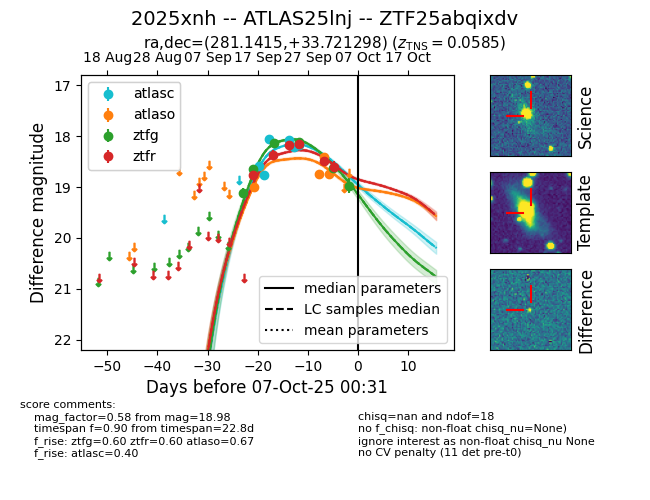 2025xnh -- ATLAS25lnj -- ZTF25abqixdv
ra,dec=(281.1415,+33.721298) (z_TNS = 0.0585)
18 Aug 28 Aug 07 Sep 17 Sep 27 Sep 07 Oct 17 Oct
17
18
19
20
21
22
Difference magnitude
atlasc
atlaso
ztfg
ztfr
median parameters
LC samples median
mean parameters
−50 −40 −30 −20 −10 0 10
Days before 07-Oct-25 00:31
Science
Template
Difference
score comments:
mag_factor=0.58 from mag=18.98
timespan f=0.90 from timespan=22.8d
f_rise: ztfg=0.60 ztfr=0.60 atlaso=0.67
f_rise: atlasc=0.40
chisq=nan and ndof=18
no f_chisq: non-float chisq_nu=None)
ignore interest as non-float chisq_nu None
no CV penalty (11 det pre-t0)